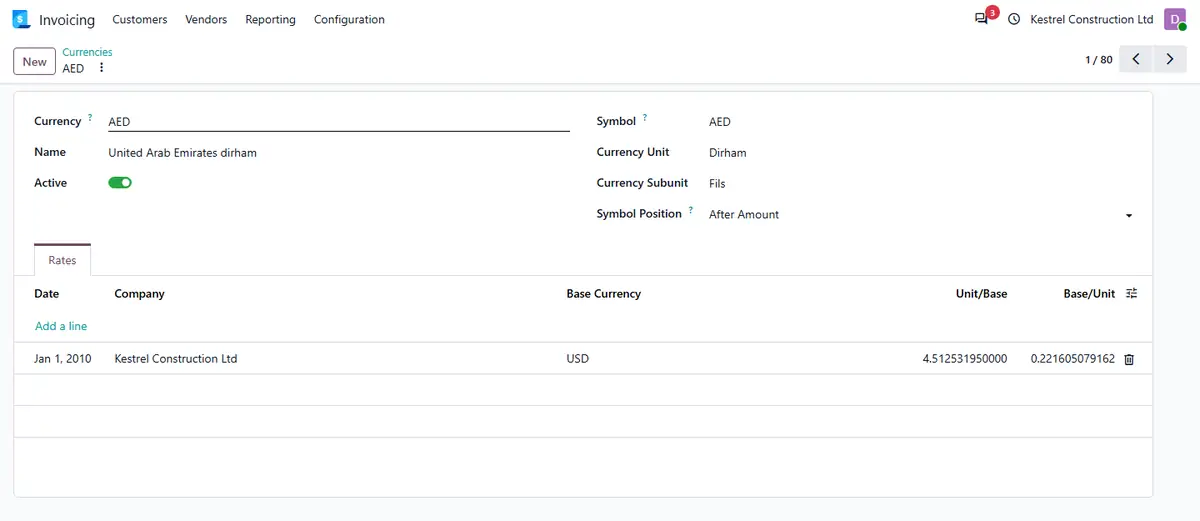 Invoicing Customers Vendors Reporting Configuration 3 Kestrel Construction Ltd D
New Currencies
AED 1 / 80
Currency ? AED Symbol ? AED
Name United Arab Emirates dirham Currency Unit Dirham
Active Currency Subunit Fils
Symbol Position ? After Amount
Rates
Date Company Base Currency Unit/Base Base/Unit
Add a line
Jan 1, 2010 Kestrel Construction Ltd USD 4.512531950000 0.221605079162